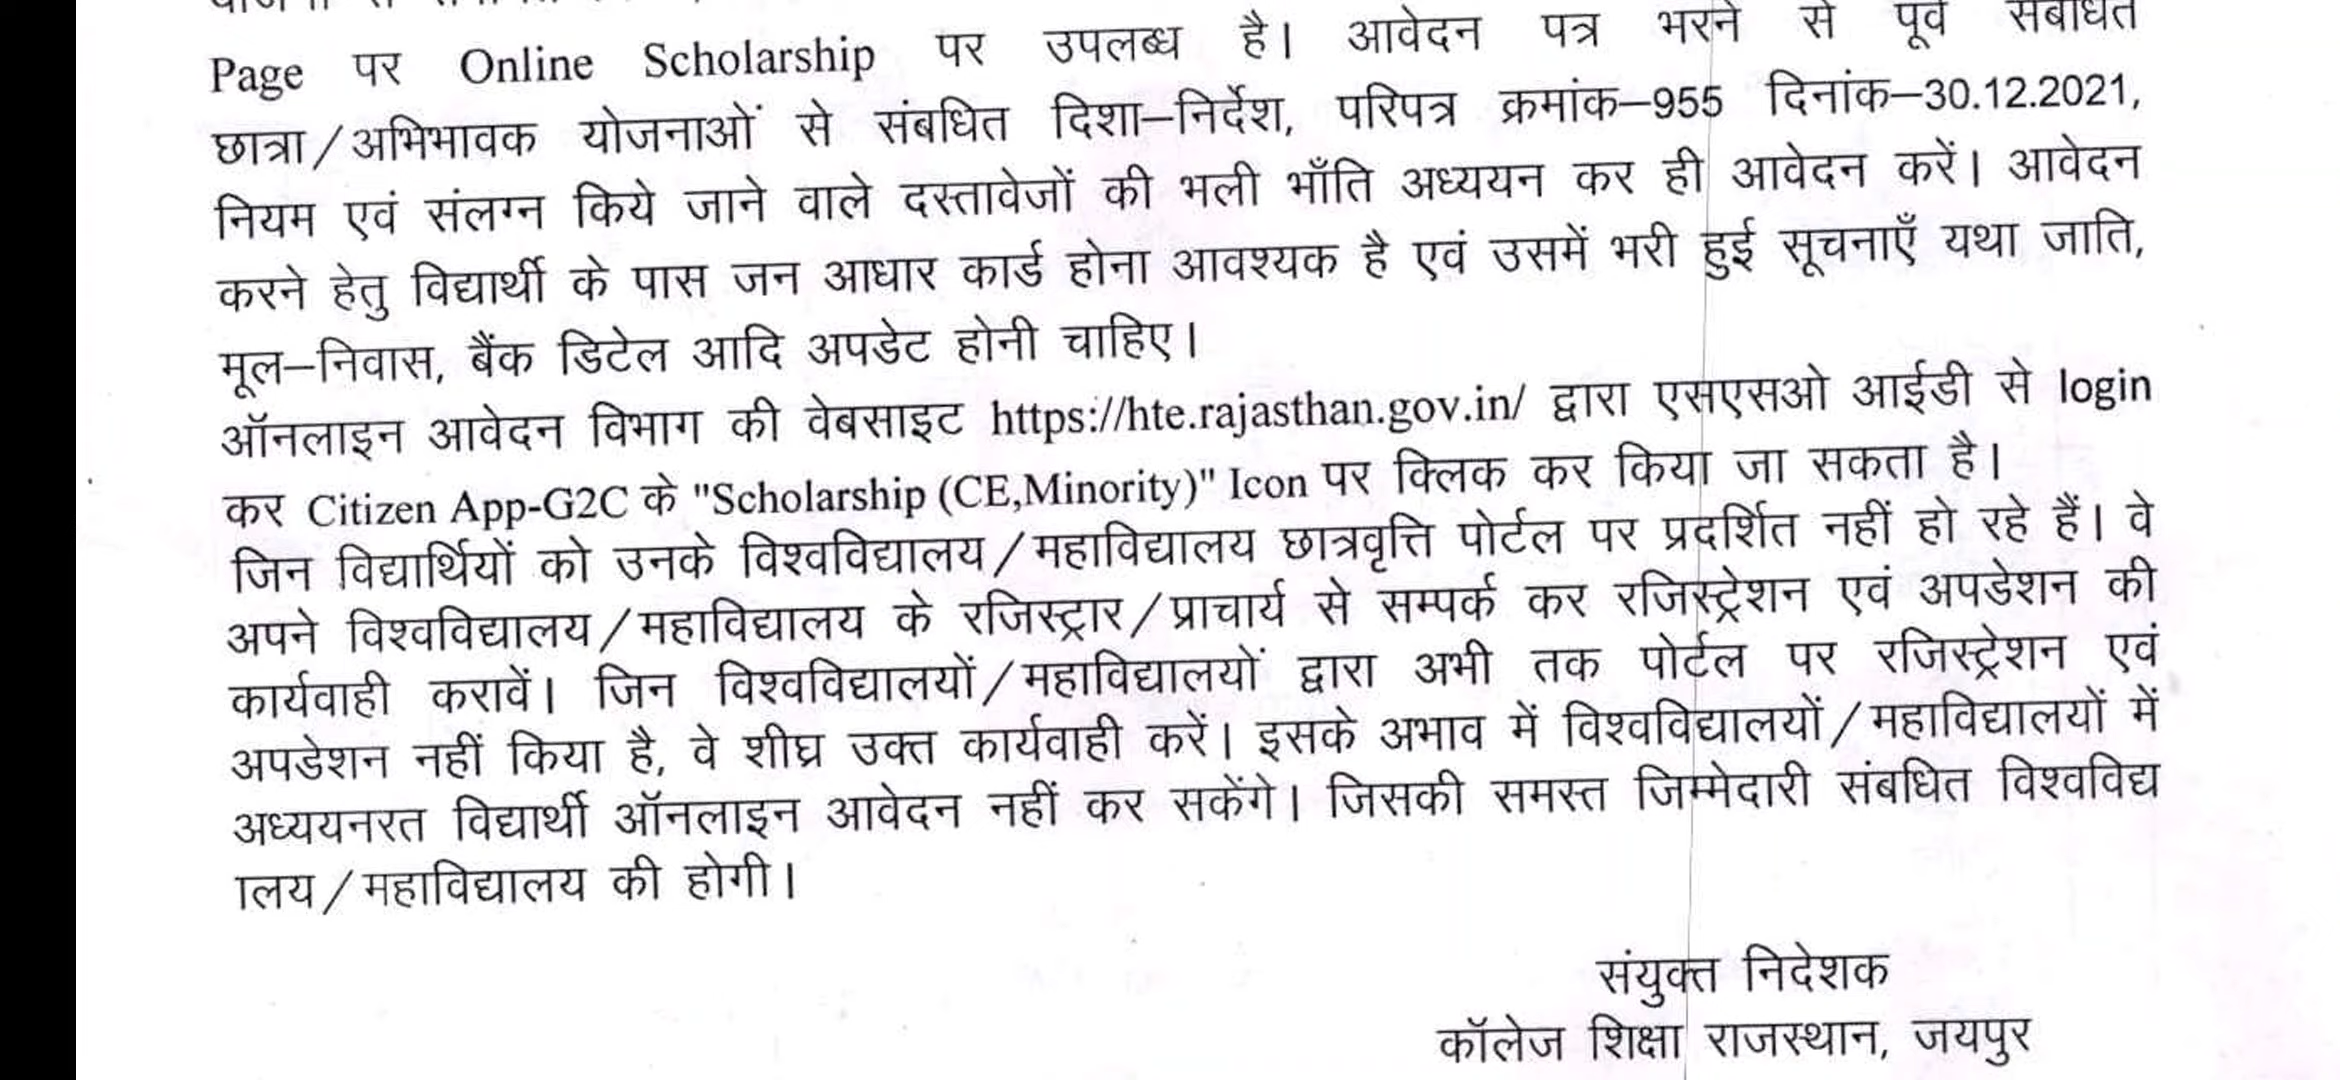 Page पर Online Scholarship पर उपलब्ध है। आवेदन पत्र भरने से पूर्व संबंधित
छात्रा/अभिभावक योजनाओं से संबधित दिशा–निर्देश, परिपत्र क्रमांक–955 दिनांक–30.12.2021,
नियम एवं संलग्न किये जाने वाले दस्तावेजों की भली भाँति अध्ययन कर ही आवेदन करें। आवेदन
करने हेतु विद्यार्थी के पास जन आधार कार्ड होना आवश्यक है एवं उसमें भरी हुई सूचनाएँ यथा जाति,
मूल–निवास, बैंक डिटेल आदि अपडेट होनी चाहिए।
ऑनलाइन आवेदन विभाग की वेबसाइट https://hte.rajasthan.gov.in/ द्वारा एसएसओ आईडी से login
कर Citizen App-G2C के "Scholarship (CE,Minority)" Icon पर क्लिक कर किया जा सकता है।
जिन विद्यार्थियों को उनके विश्वविद्यालय/महाविद्यालय छात्रवृत्ति पोर्टल पर प्रदर्शित नहीं हो रहे हैं। वे
अपने विश्वविद्यालय/महाविद्यालय के रजिस्ट्रार/प्राचार्य से सम्पर्क कर रजिस्ट्रेशन एवं अपडेशन की
कार्यवाही करावें। जिन विश्वविद्यालयों/महाविद्यालयों द्वारा अभी तक पोर्टल पर रजिस्ट्रेशन एवं
अपडेशन नहीं किया है, वे शीघ्र उक्त कार्यवाही करें। इसके अभाव में विश्वविद्यालयों/महाविद्यालयों में
अध्ययनरत विद्यार्थी ऑनलाइन आवेदन नहीं कर सकेंगे। जिसकी समस्त जिम्मेदारी संबधित विश्वविद्य
ालय/महाविद्यालय की होगी।
संयुक्त निदेशक
कॉलेज शिक्षा राजस्थान, जयपुर